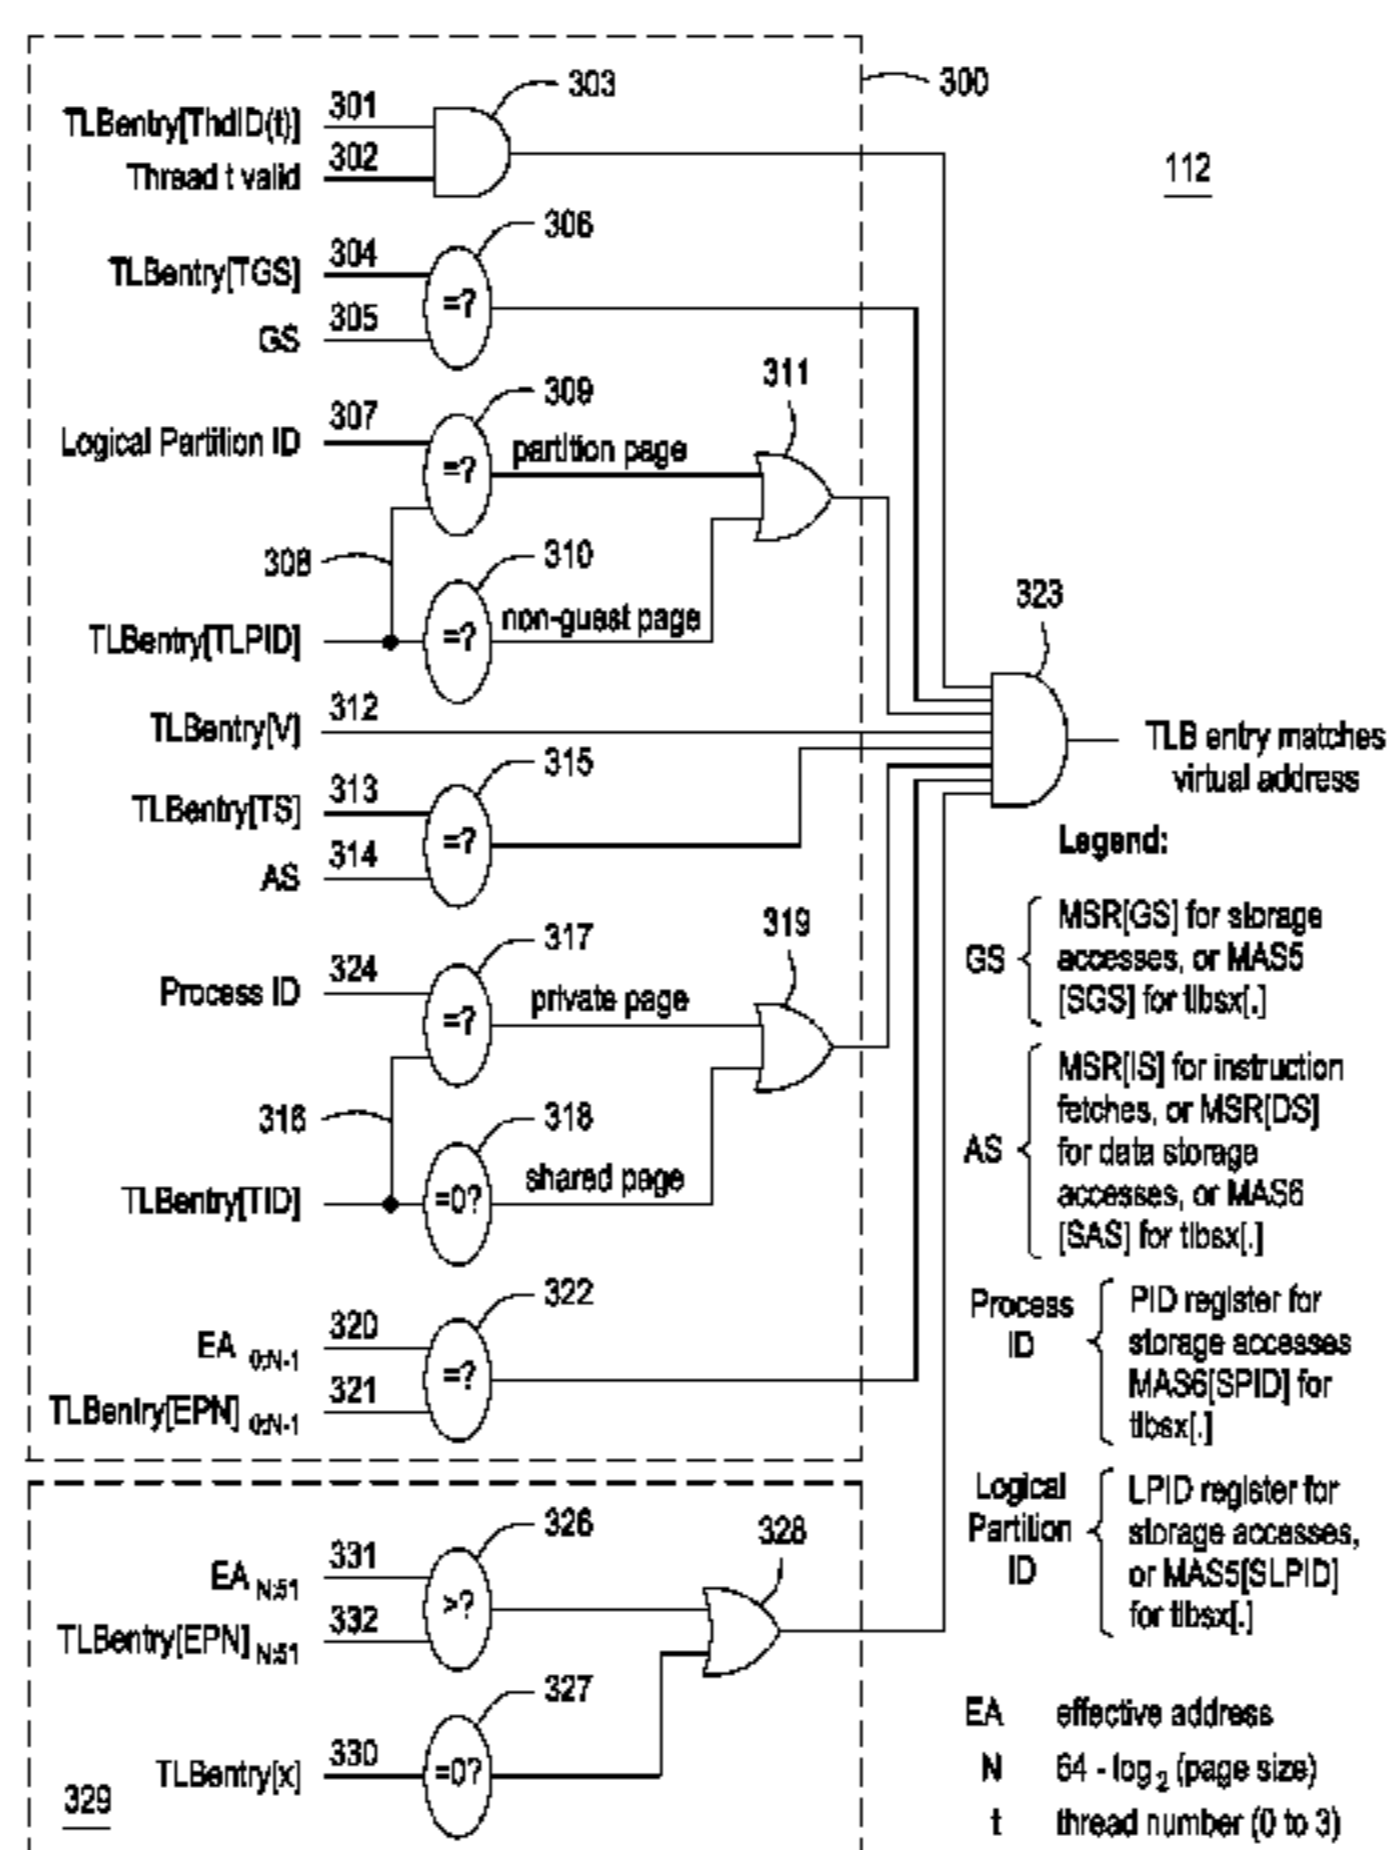 303
300
301
TLBentry[ThdID(t)]
302
Thread t valid
112
306
304
TLBentry[TGS]
=?
305
GS
311
309
307
Logical Partition ID
partition page
=?
308
310
non-guest page
TLBentry[TLPID]
=?
323
312
TLBentry[V]
TLB entry matches
virtual address
315
313
TLBentry[TS]
=?
314
AS
Legend:
GS
MSR[GS] for storage
accesses, or MAS5
[SGS] for tlbsx[.]
319
317
324
Process ID
private page
=?
316
318
shared page
TLBentry[TID]
=0?
AS
MSR[IS] for instruction
fetches, or MSR[DS]
for data storage
accesses, or MAS6
[SAS] for tlbsx[.]
322
320
EA 0:N-1
=?
321
TLBentry[EPN] 0:N-1
Process
ID
PID register for
storage accesses
MAS6[SPID] for
tlbsx[.]
Logical
Partition
ID
LPID register for
storage accesses,
or MAS5[SLPID]
for tlbsx[.]
326
328
331
EA N:51
>?
332
TLBentry[EPN] N:51
327
330
TLBentry[x]
=0?
329
EA effective address
N 64 - log2 (page size)
t thread number (0 to 3)